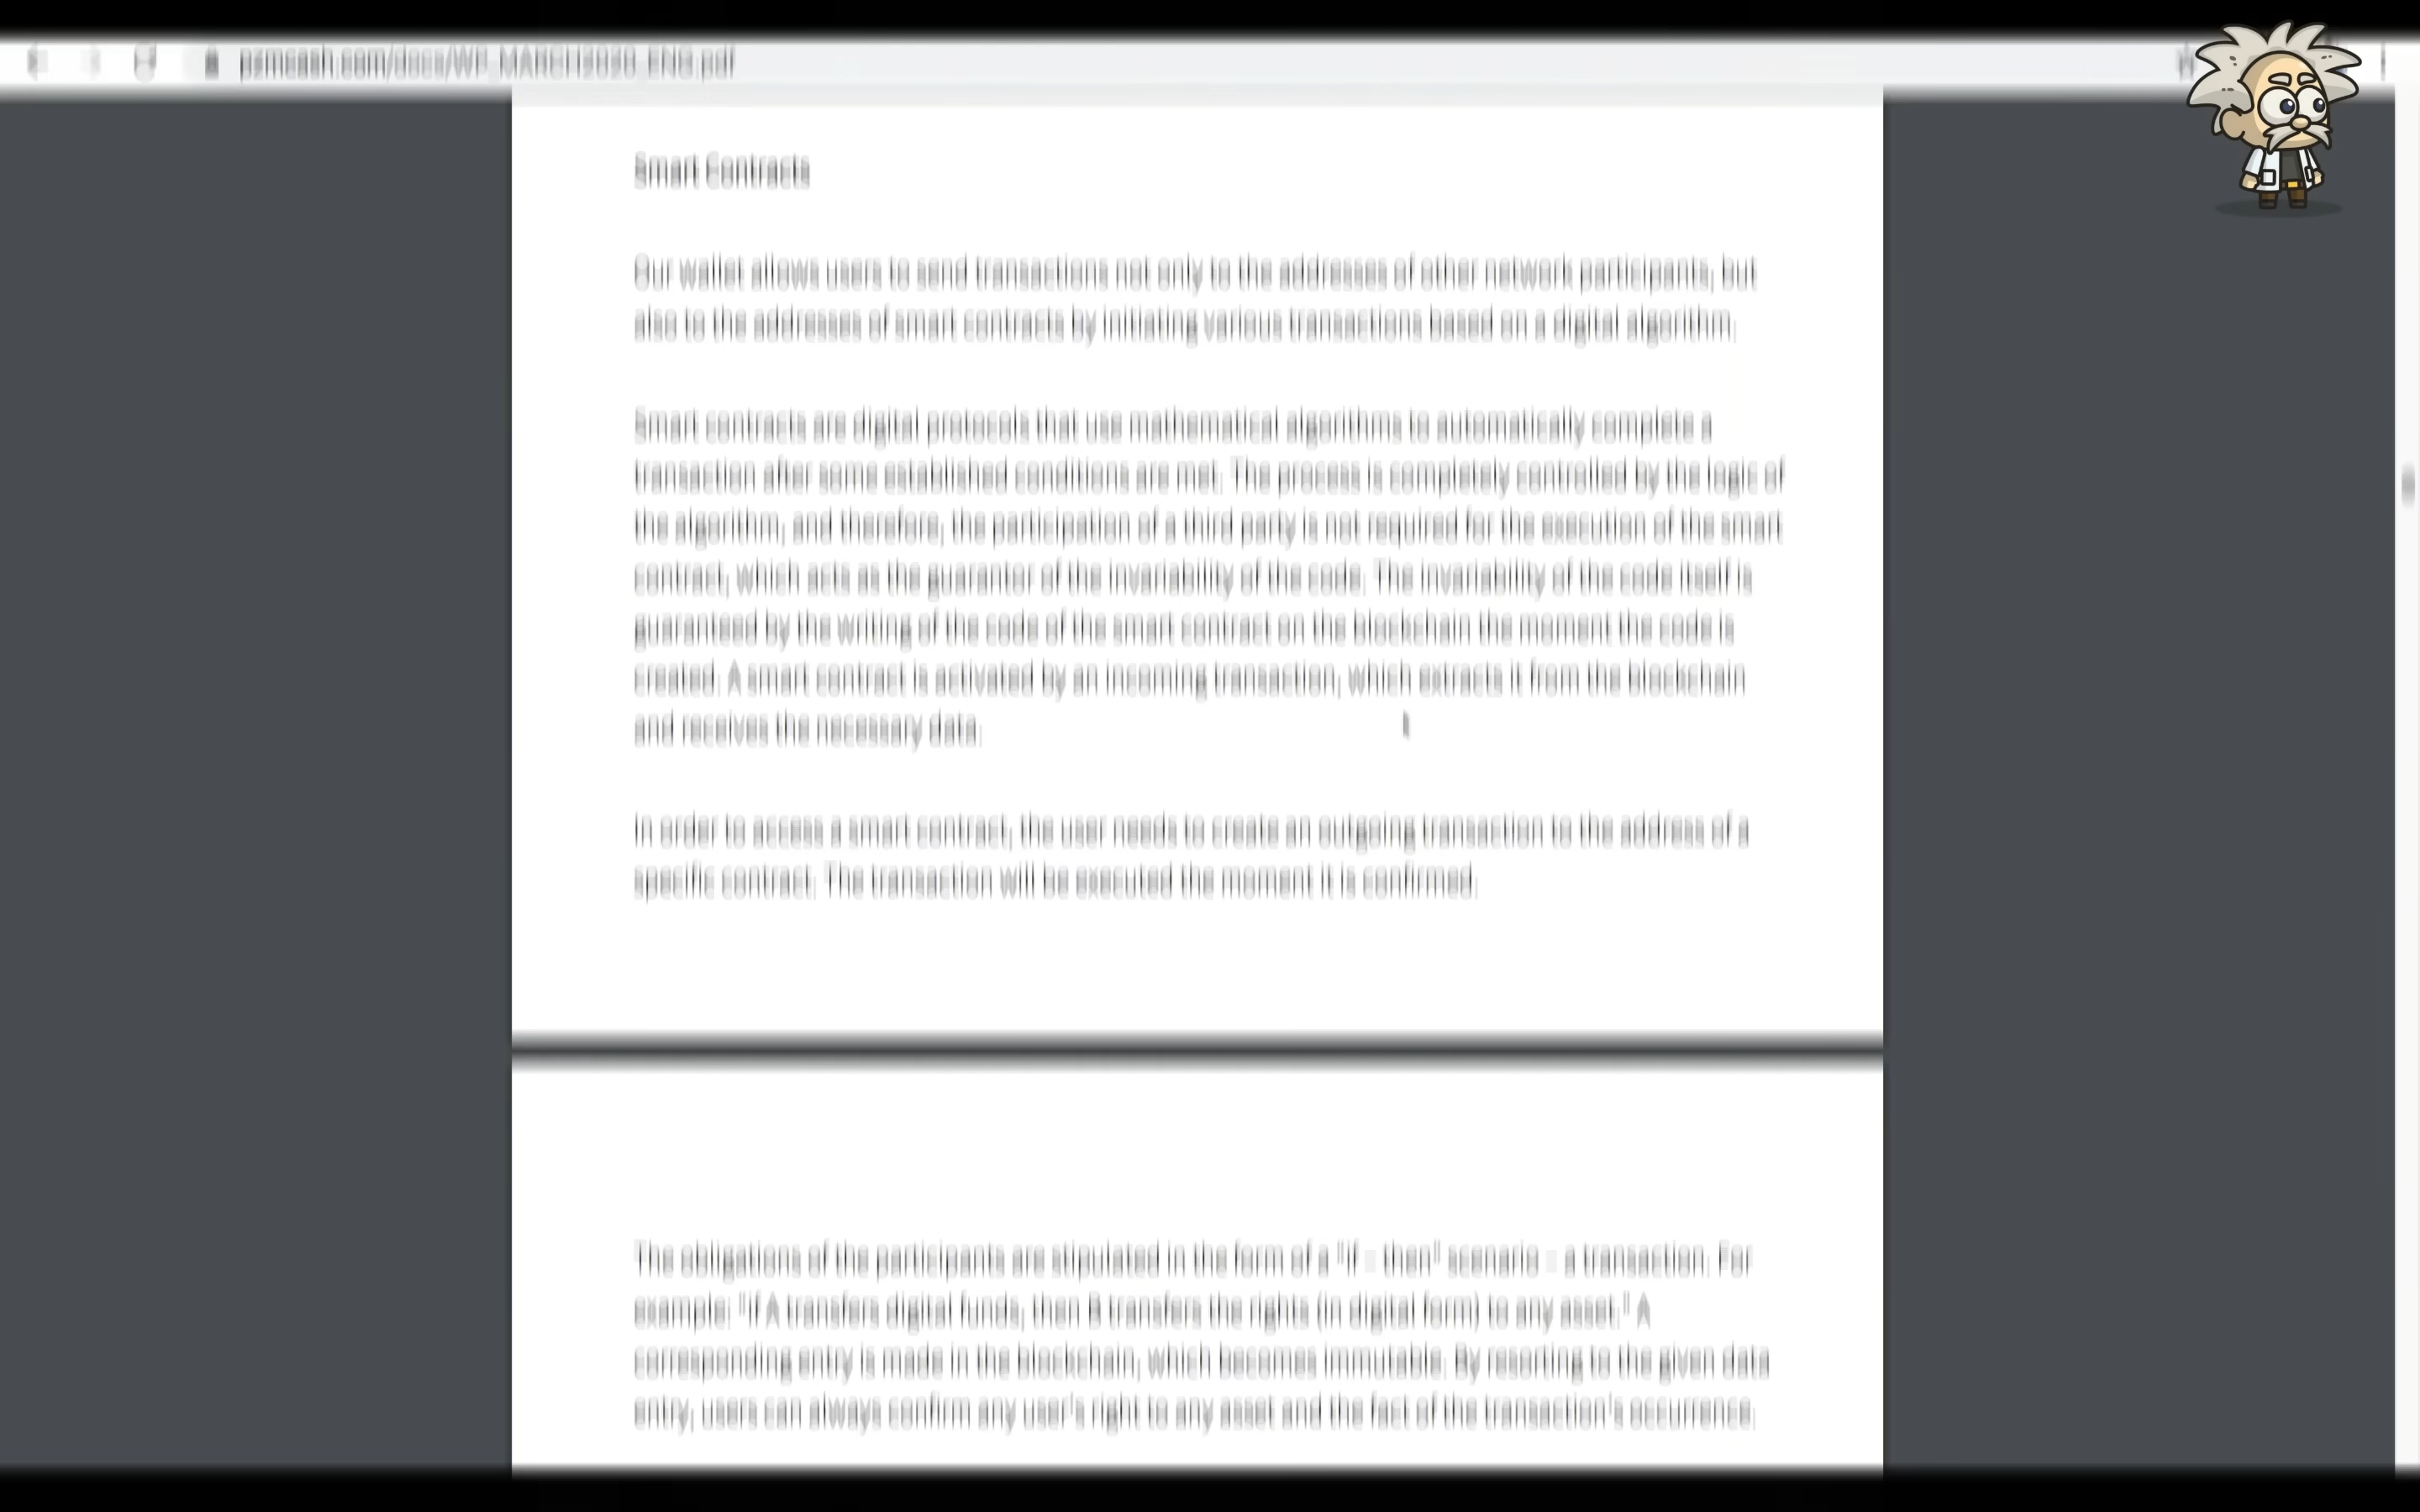 pzmcash.com/docs/WP_MARCH2020_ENG.pdf
Smart Contracts
Our wallet allows users to send transactions not only to the addresses of other network participants, but
also to the addresses of smart contracts by initiating various transactions based on a digital algorithm.
Smart contracts are digital protocols that use mathematical algorithms to automatically complete a
transaction after some established conditions are met. The process is completely controlled by the logic of
the algorithm, and therefore, the participation of a third party is not required for the execution of the smart
contract, which acts as the guarantor of the invariability of the code. The invariability of the code itself is
guaranteed by the writing of the code of the smart contract on the blockchain the moment the code is
created. A smart contract is activated by an incoming transaction, which extracts it from the blockchain
and receives the necessary data.
In order to access a smart contract, the user needs to create an outgoing transaction to the address of a
specific contract. The transaction will be executed the moment it is confirmed.
The obligations of the participants are stipulated in the form of a "if - then" scenario - a transaction. For
example: "if A transfers digital funds, then B transfers the rights (in digital form) to any asset." A
corresponding entry is made in the blockchain, which becomes immutable. By resorting to the given data
entry, users can always confirm any user's right to any asset and the fact of the transaction's occurrence.